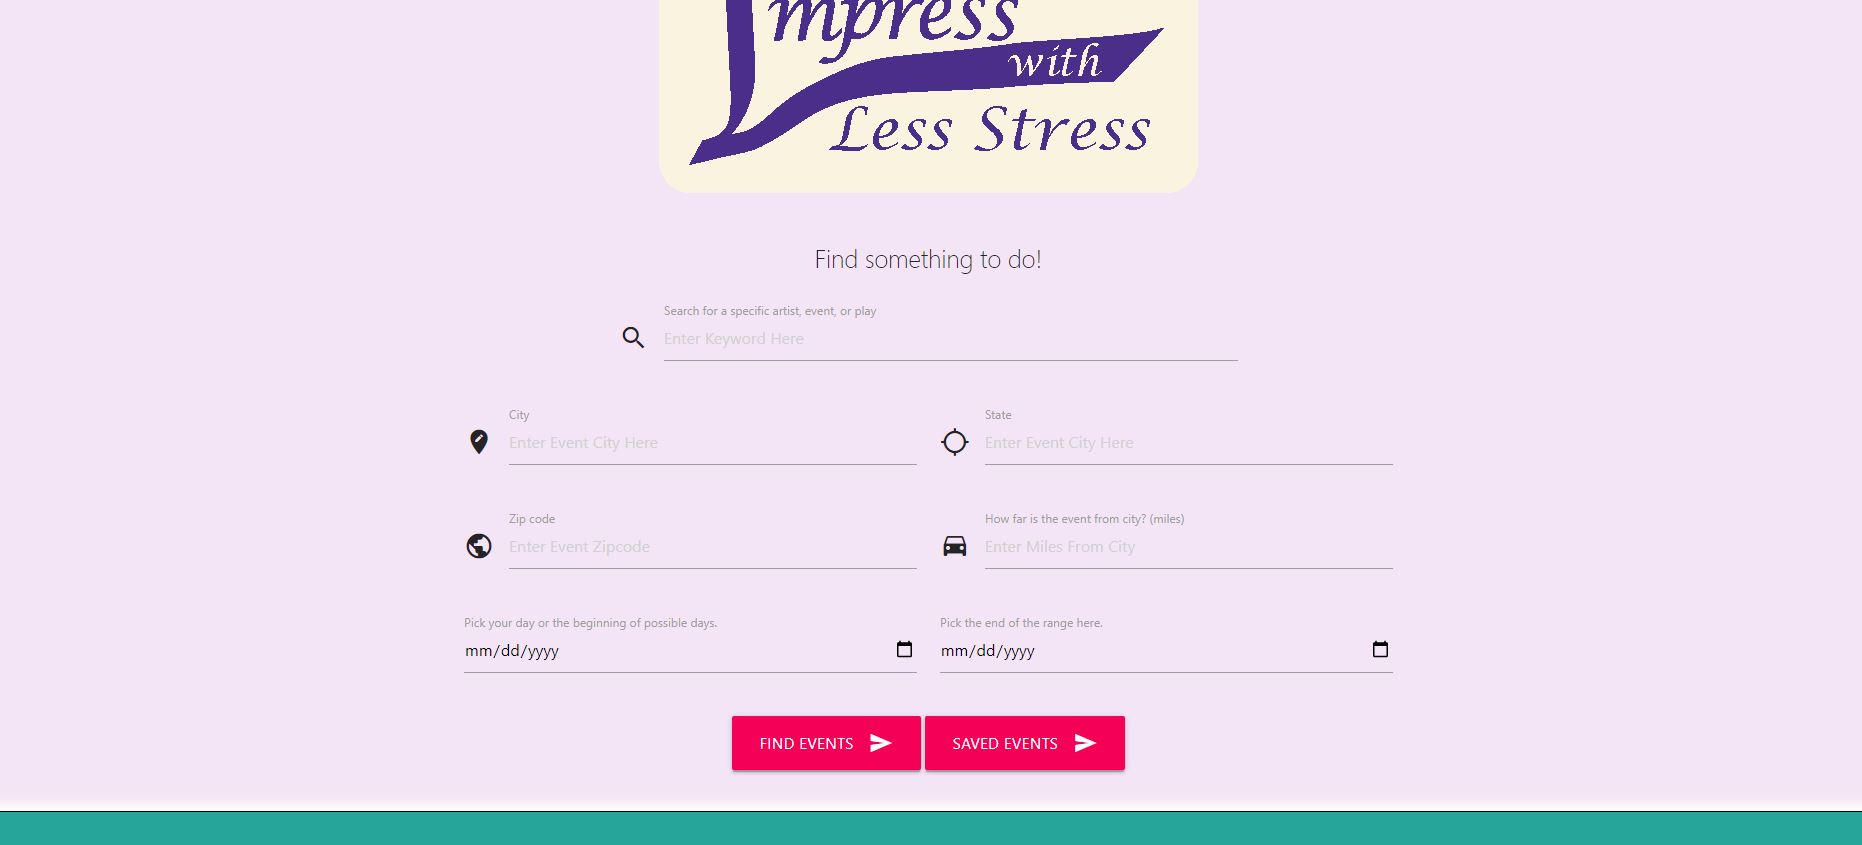 Impress
with
Less Stress
Find something to do!
Search for a specific artist, event, or play
Enter Keyword Here
City
State
Enter Event City Here
Enter Event City Here
Zip code
How far is the event from city? (miles)
Enter Event Zipcode
Enter Miles From City
Pick your day or the beginning of possible days.
Pick the end of the range here.
mm/dd/yyyy
mm/dd/yyyy
FIND EVENTS
SAVED EVENTS